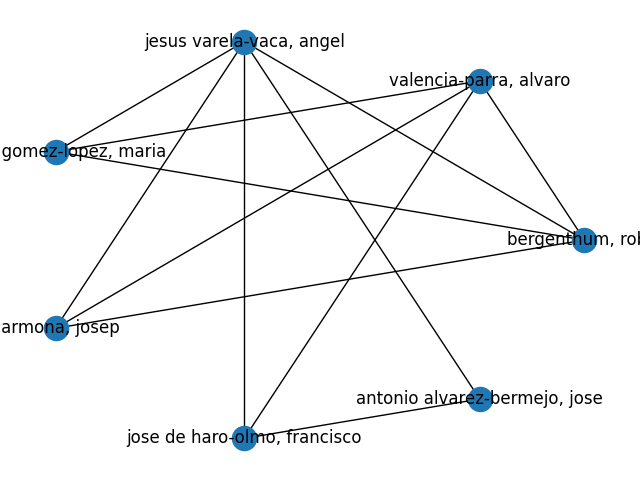 jesus varela-vaca, angel
valencia-parra, alvaro
gomez-lopez, maria
bergenthum, rol
armona, josep
antonio alvarez-bermejo, jose
jose de haro-olmo, francisco